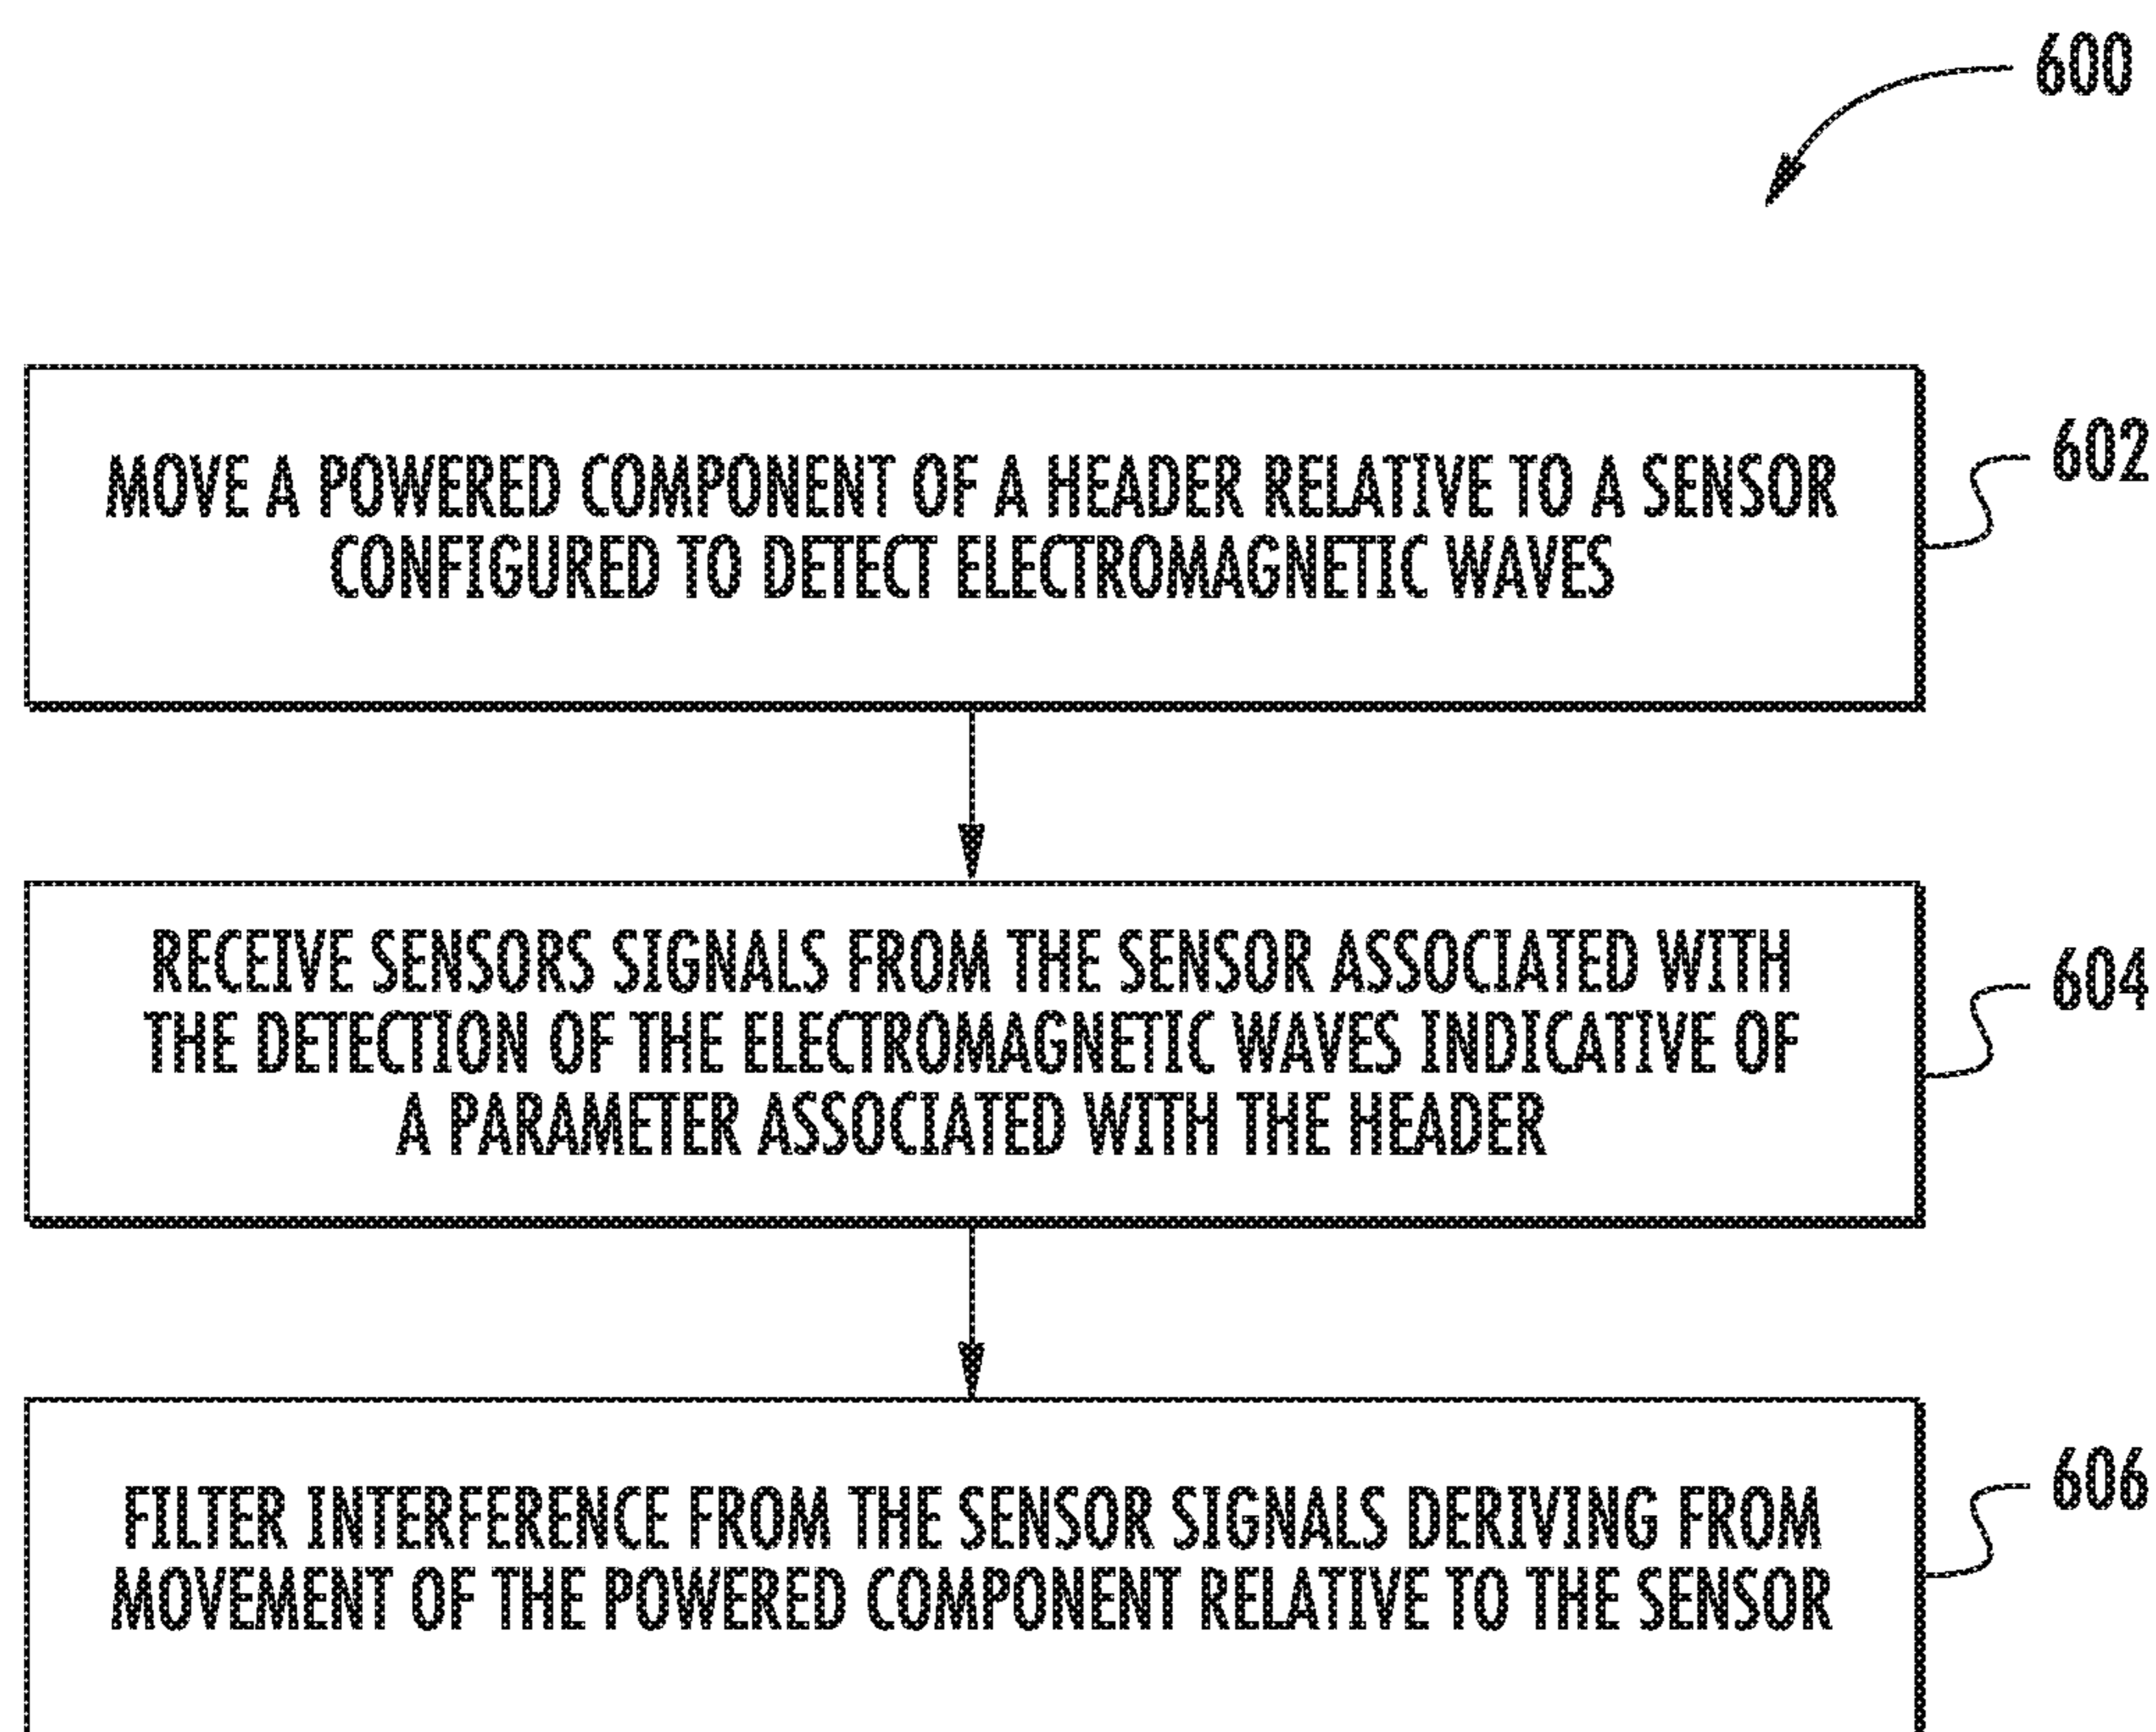 600
MOVE A POWERED COMPONENT OF A HEADER RELATIVE TO A SENSOR
CONFIGURED TO DETECT ELECTROMAGNETIC WAVES
602
RECEIVE SENSORS SIGNALS FROM THE SENSOR ASSOCIATED WITH
THE DETECTION OF THE ELECTROMAGNETIC WAVES INDICATIVE OF
A PARAMETER ASSOCIATED WITH THE HEADER
604
FILTER INTERFERENCE FROM THE SENSOR SIGNALS DERIVING FROM
MOVEMENT OF THE POWERED COMPONENT RELATIVE TO THE SENSOR
606